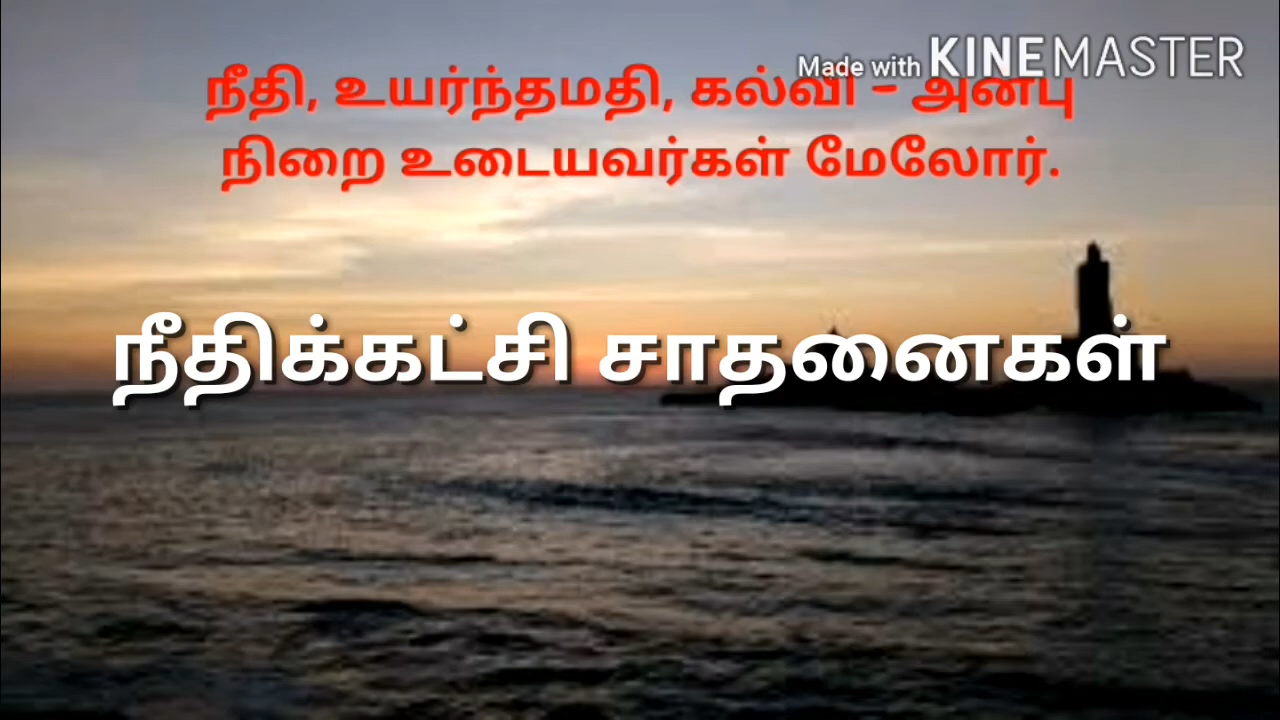 Made with KINEMASTER
நீதி, உயர்ந்தமதி, கல்வி – அன்பு
நிறை உடையவர்கள் மேலோர்.
நீதிக்கட்சி சாதனைகள்